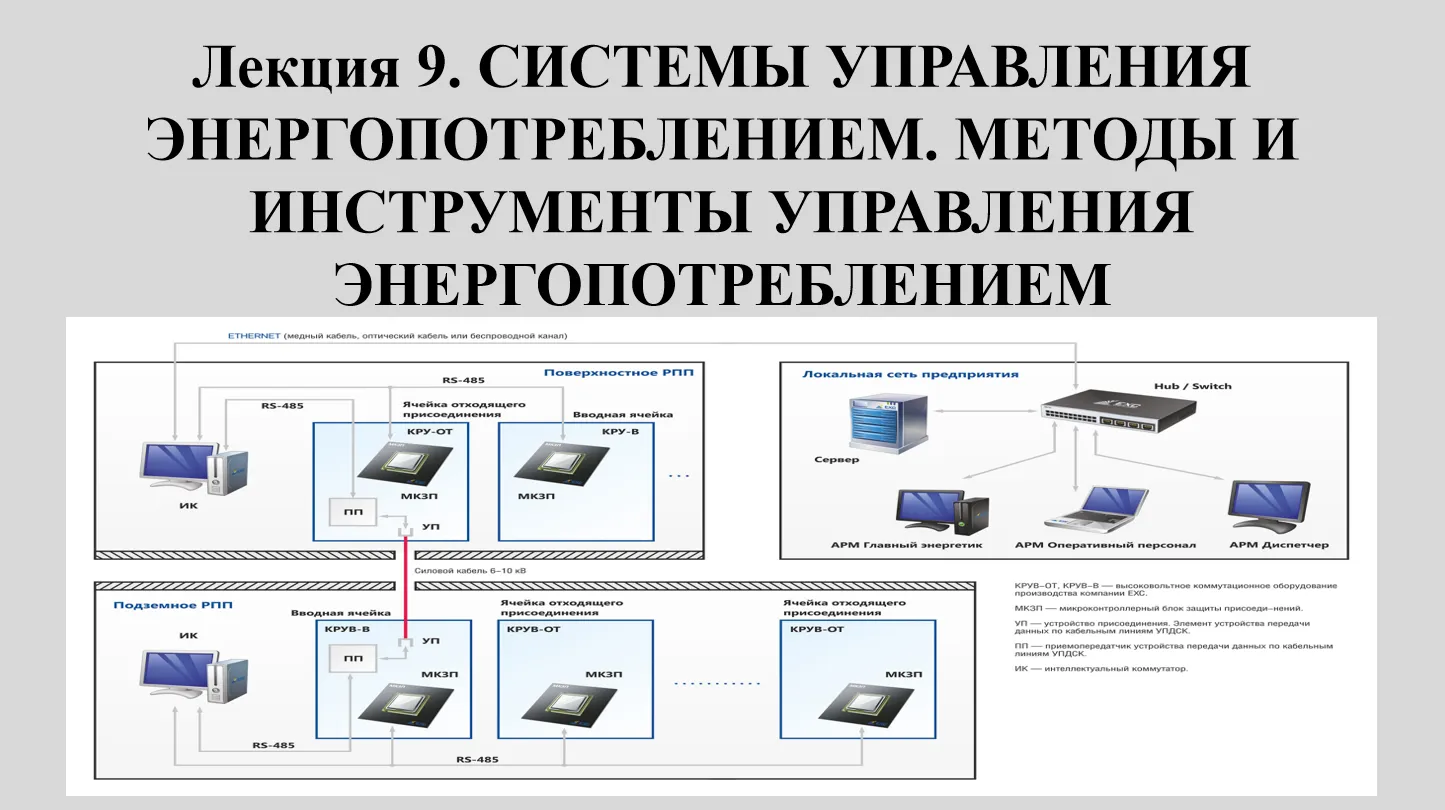 Лекция 9. СИСТЕМЫ УПРАВЛЕНИЯ
ЭНЕРГОПОТРЕБЛЕНИЕМ. МЕТОДЫ И
ИНСТРУМЕНТЫ УПРАВЛЕНИЯ
ЭНЕРГОПОТРЕБЛЕНИЕМ
ETHERNET (медный кабель, оптический кабель или беспроводной канал)
Поверхностное РПП
RS-485
RS-485
Ячейка отходящего
присоединения
Вводная ячейка
КРУ-ОТ
КРУ-В
МКЗП
МКЗП
ИК
ПП
УП
Силовой кабель 6–10 кВ
Локальная сеть предприятия
Hub / Switch
EXC
Сервер
АРМ Главный энергетик
АРМ Оперативный персонал
АРМ Диспетчер
Подземное РПП
ИК
Вводная ячейка
Ячейка отходящего
присоединения
Ячейка отходящего
присоединения
КРУВ-В
КРУВ-ОТ
КРУВ-ОТ
УП
ПП
МКЗП
МКЗП
МКЗП
RS-485
RS-485
КРУВ–ОТ, КРУВ–В — высоковольтное коммутационное оборудование
производства компании EXC.
МКЗП — микроконтроллерный блок защиты присоеди–нений.
УП — устройство присоединения. Элемент устройства передачи
данных по кабельным линиям УПДСК.
ПП — приемопередатчик устройства передачи данных по кабельным
линиям УПДСК.
ИК — интеллектуальный коммутатор.